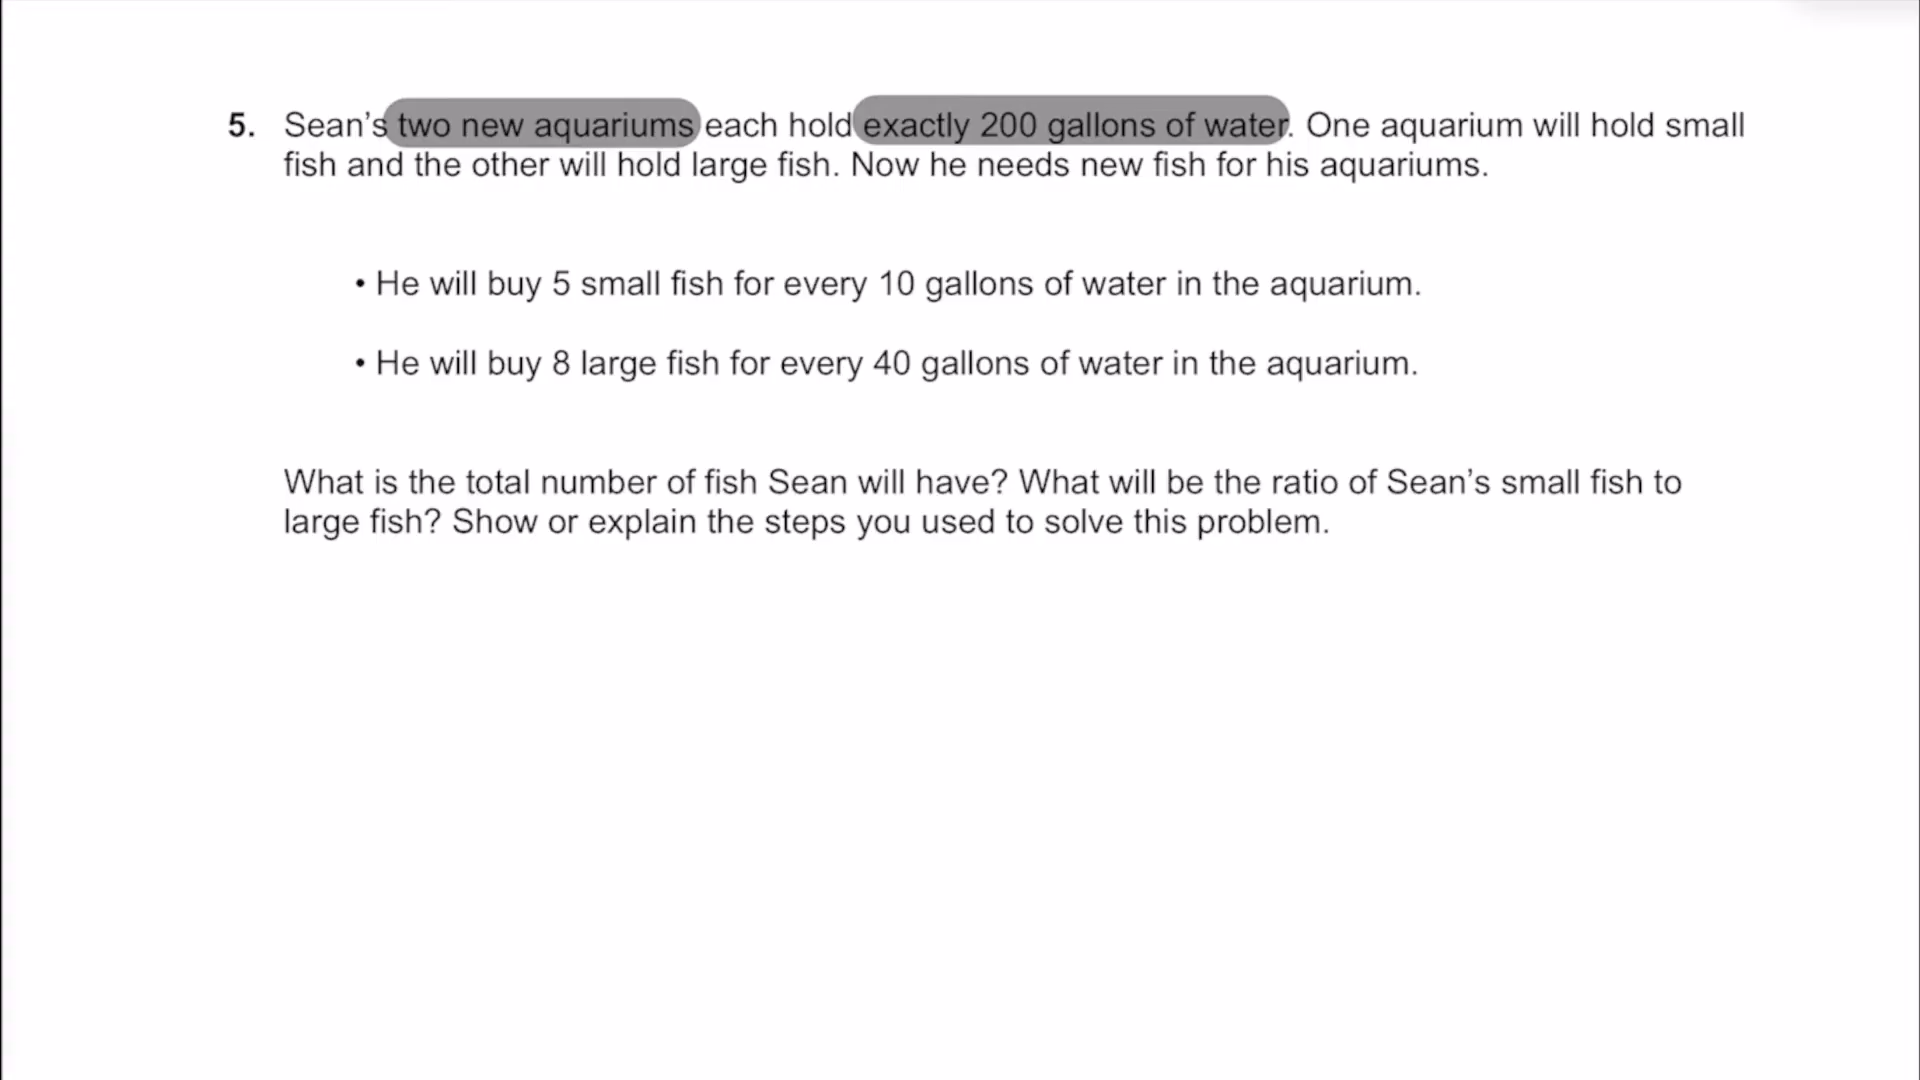 5. Sean’s two new aquariums each hold exactly 200 gallons of water. One aquarium will hold small
fish and the other will hold large fish. Now he needs new fish for his aquariums.
• He will buy 5 small fish for every 10 gallons of water in the aquarium.
• He will buy 8 large fish for every 40 gallons of water in the aquarium.
What is the total number of fish Sean will have? What will be the ratio of Sean’s small fish to
large fish? Show or explain the steps you used to solve this problem.